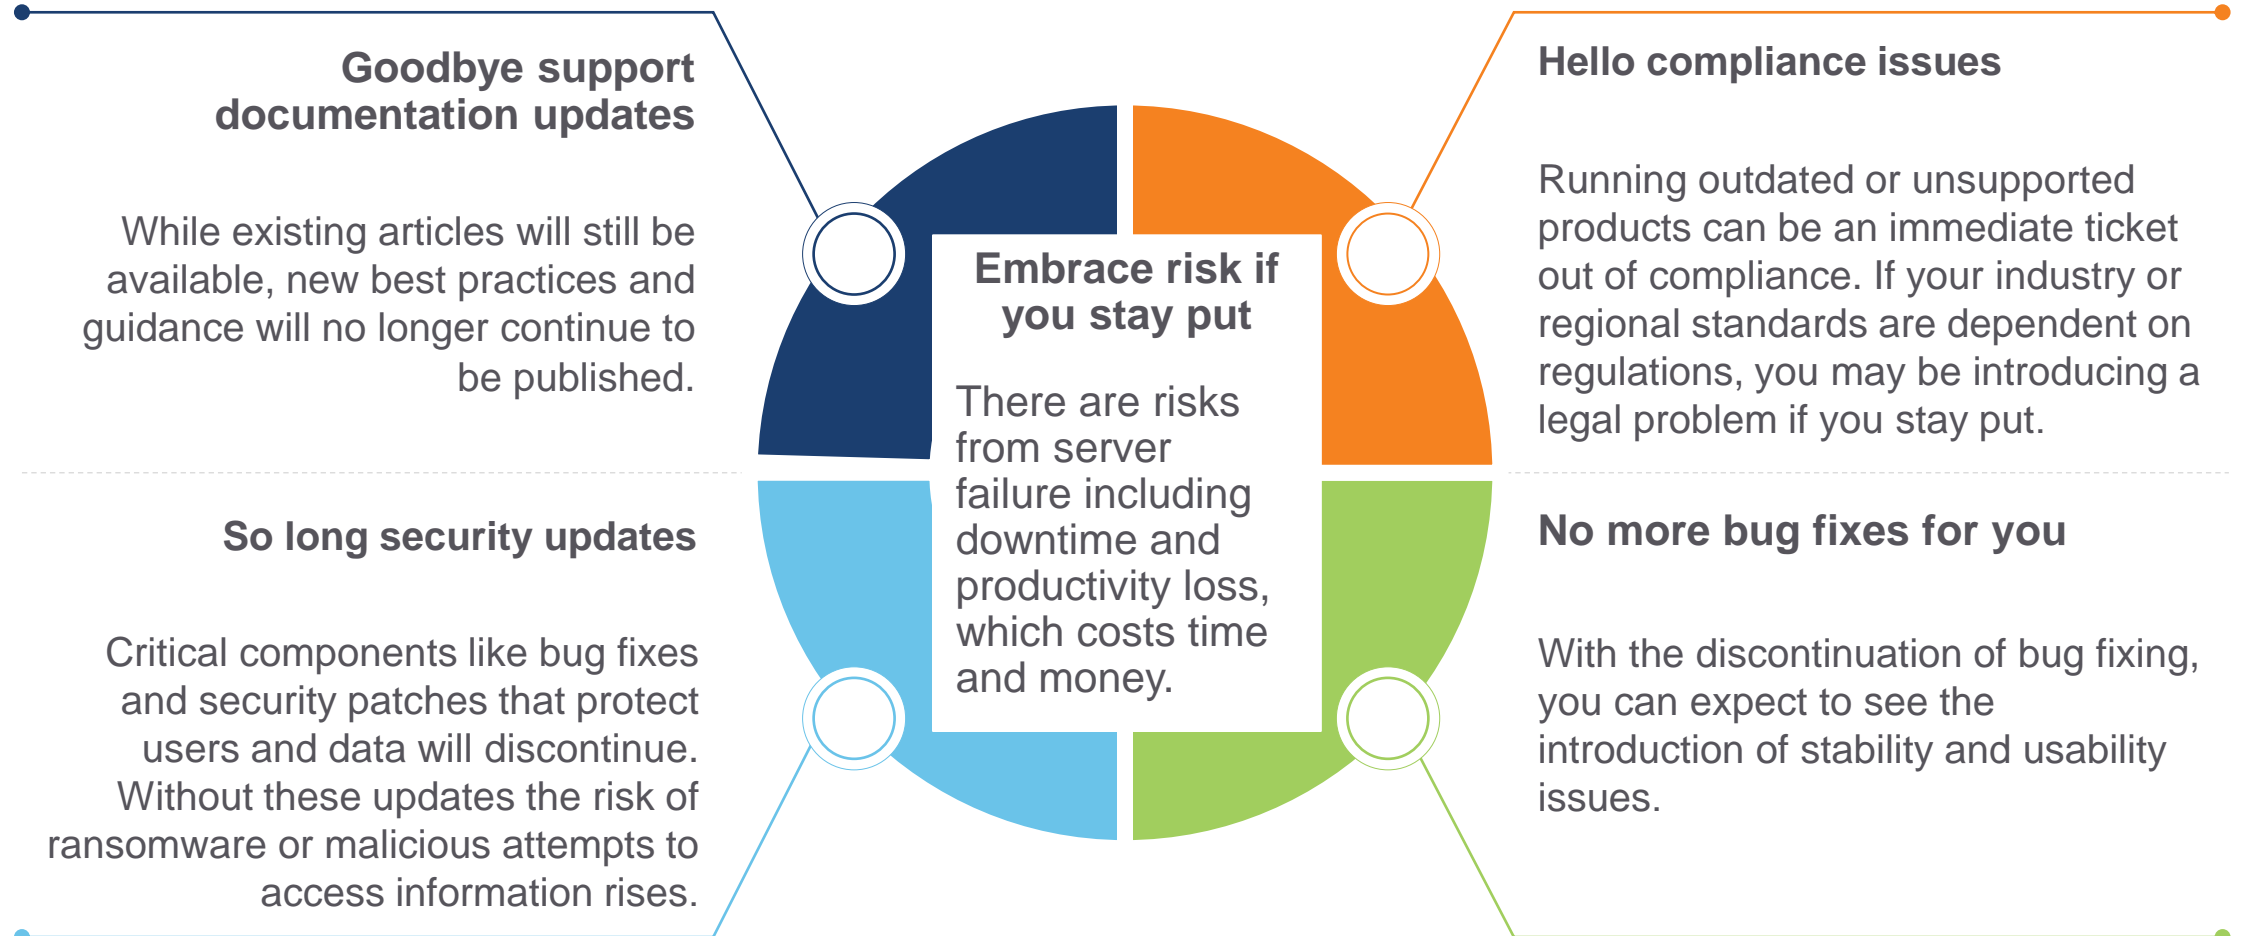 Goodbye support
documentation updates
While existing articles will still be
available, new best practices and
guidance will no longer continue to
be published.
So long security updates
Critical components like bug fixes
and security patches that protect
users and data will discontinue.
Without these updates the risk of
ransomware or malicious attempts to
access information rises.
Embrace risk if
you stay put
There are risks
from server
failure including
downtime and
productivity loss,
which costs time
and money.
Hello compliance issues
Running outdated or unsupported
products can be an immediate ticket
out of compliance. If your industry or
regional standards are dependent on
regulations, you may be introducing a
legal problem if you stay put.
No more bug fixes for you
With the discontinuation of bug fixing,
you can expect to see the
introduction of stability and usability
issues.